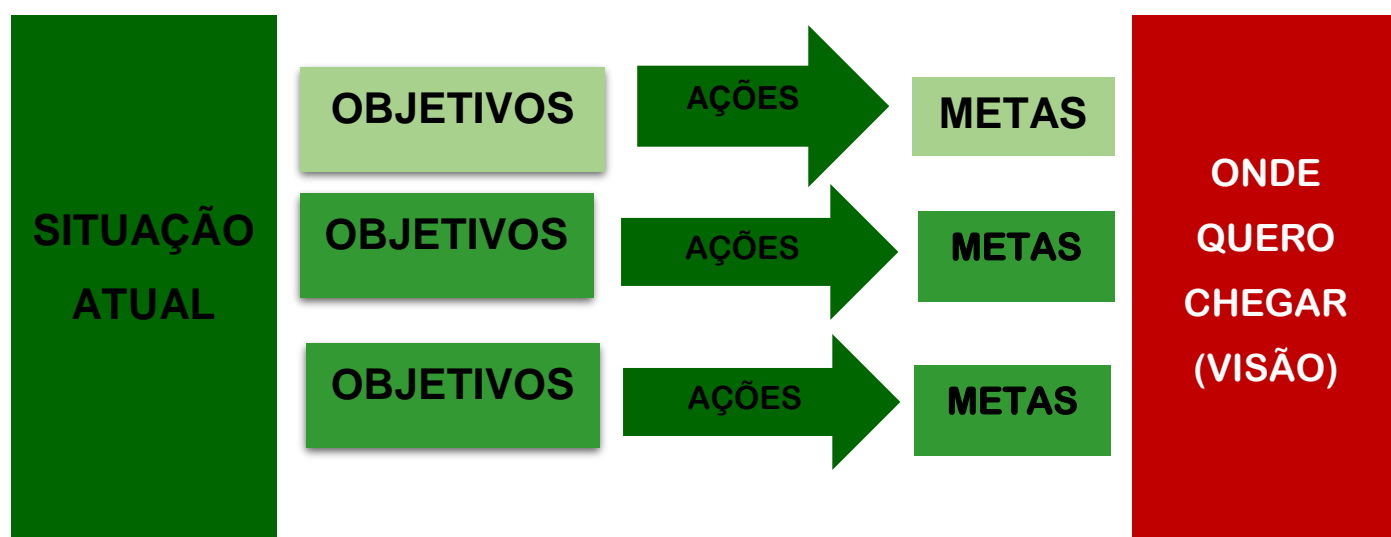 SITUAÇÃO
ATUAL
OBJETIVOS
AÇÕES
METAS
OBJETIVOS
AÇÕES
METAS
OBJETIVOS
AÇÕES
METAS
ONDE
QUERO
CHEGAR
(VISÃO)